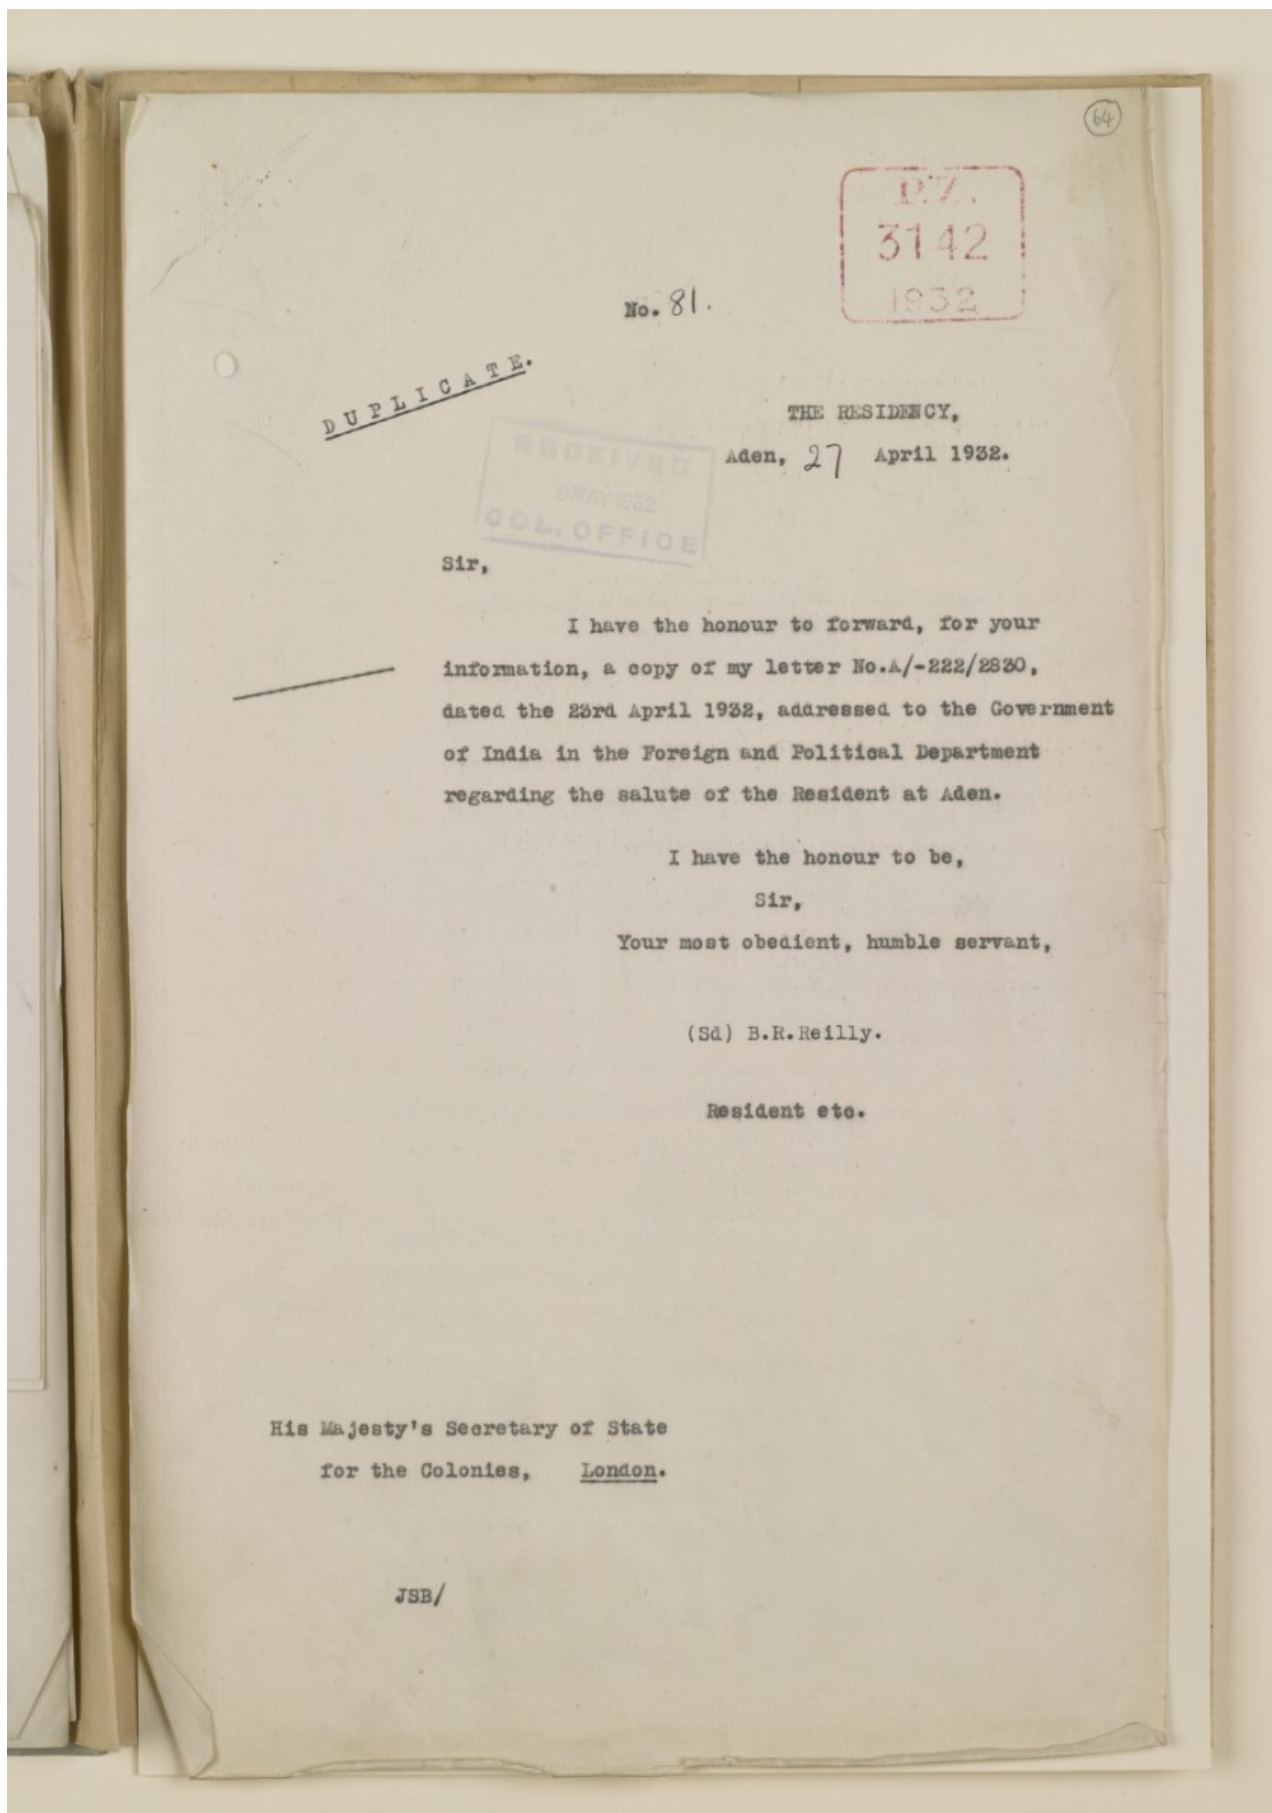 64
P.Z.
3142
1932
No. 81.
DUPLICATE.
THE RESIDENCY,
Aden, 27 April 1932.
RECEIVED
9 MAY 1932
COL. OFFICE
Sir,
I have the honour to forward, for your
information, a copy of my letter No.A/-222/2830,
dated the 23rd April 1932, addressed to the Government
of India in the Foreign and Political Department
regarding the salute of the Resident at Aden.
I have the honour to be,
Sir,
Your most obedient, humble servant,
(Sd) B.R.Reilly.
Resident etc.
His Majesty's Secretary of State
for the Colonies, London.
JSB/